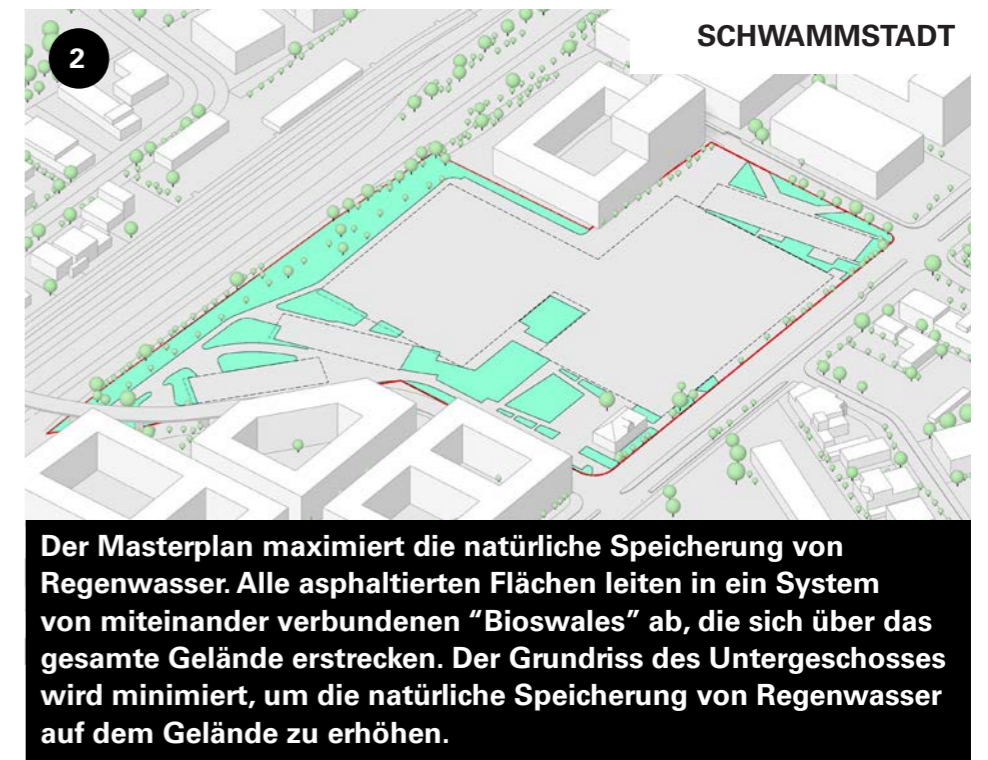 2
SCHWAMMSTADT
Der Masterplan maximiert die natürliche Speicherung von
Regenwasser. Alle asphaltierten Flächen leiten in ein System
von miteinander verbundenen “Bioswales” ab, die sich über das
gesamte Gelände erstrecken. Der Grundriss des Untergeschosses
wird minimiert, um die natürliche Speicherung von Regenwasser
auf dem Gelände zu erhöhen.